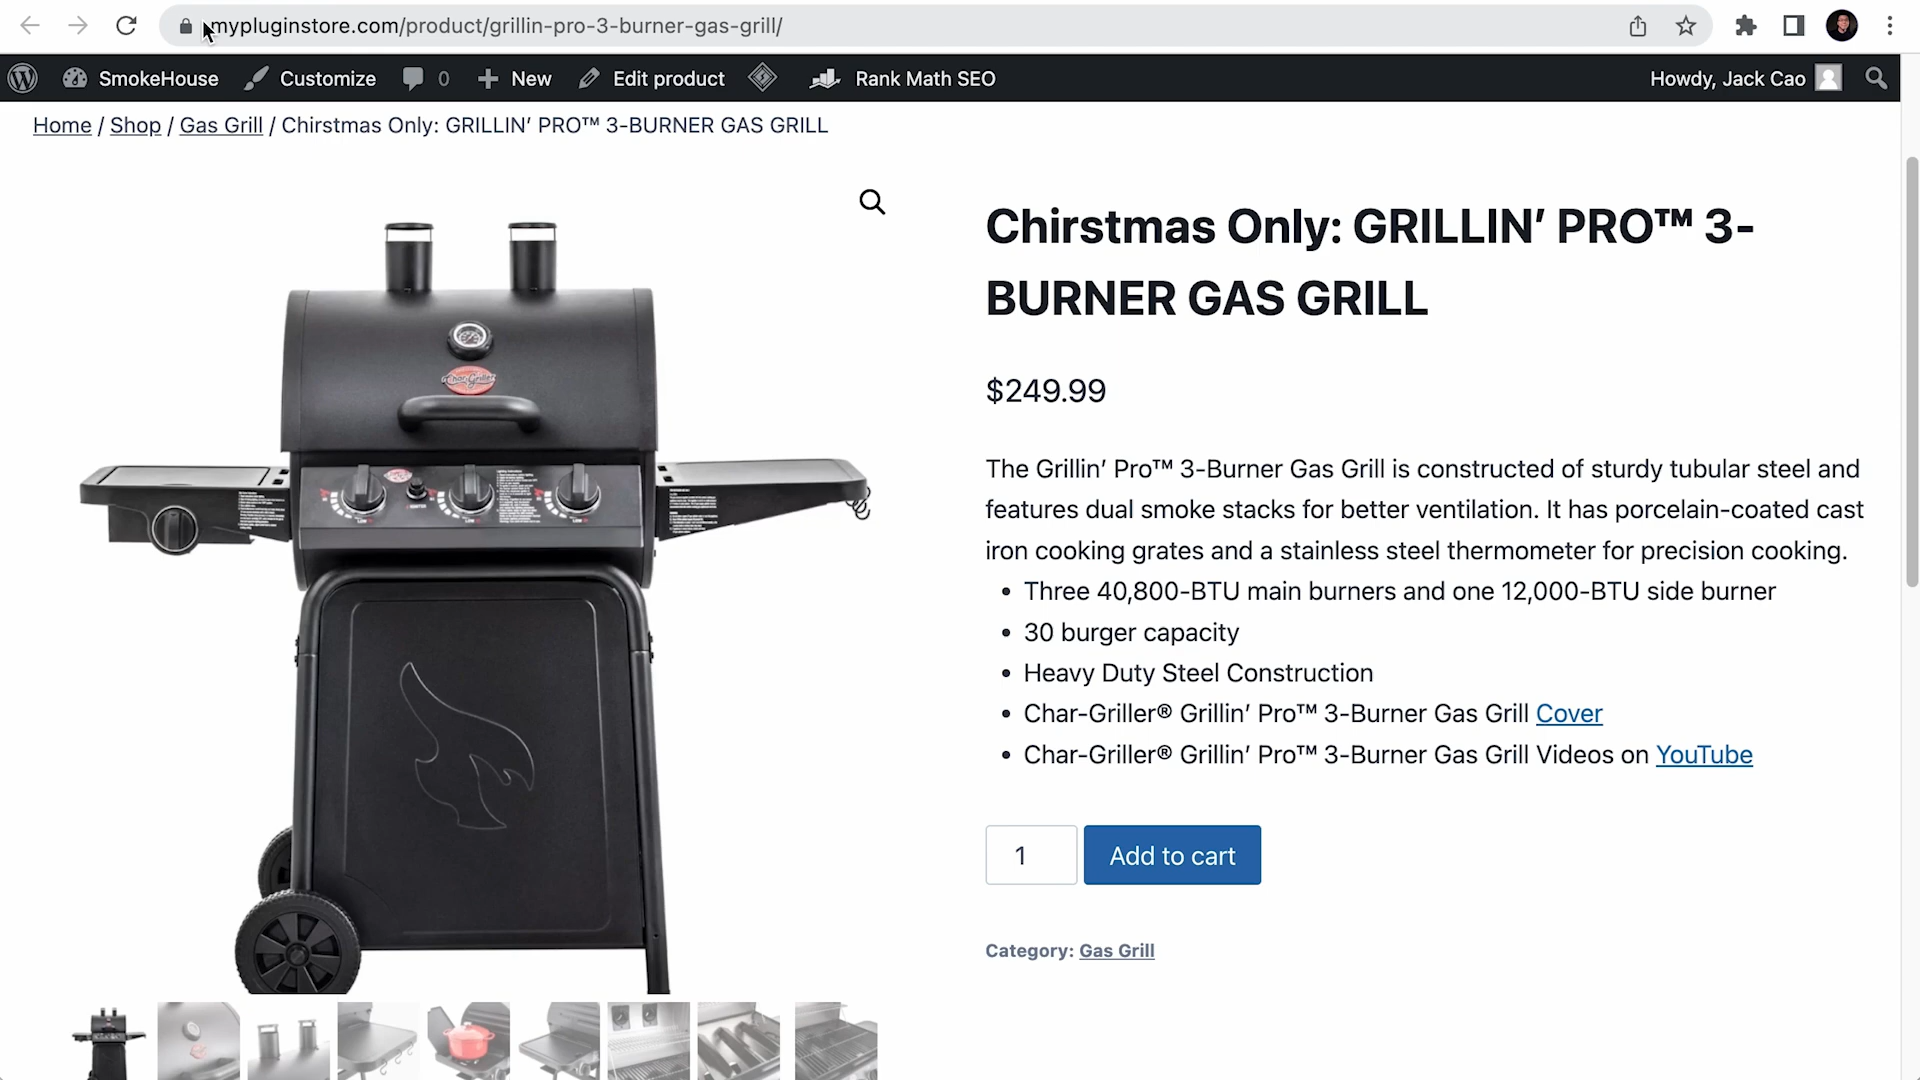 mypluginstore.com/product/grillin-pro-3-burner-gas-grill/
SmokeHouse Customize 0 New Edit product Rank Math SEO Howdy, Jack Cao
Home / Shop / Gas Grill / Chirstmas Only: GRILLIN’ PRO™ 3-BURNER GAS GRILL
Chirstmas Only: GRILLIN’ PRO™ 3-
BURNER GAS GRILL
$249.99
The Grillin’ Pro™ 3-Burner Gas Grill is constructed of sturdy tubular steel and
features dual smoke stacks for better ventilation. It has porcelain-coated cast
iron cooking grates and a stainless steel thermometer for precision cooking.
Three 40,800-BTU main burners and one 12,000-BTU side burner
30 burger capacity
Heavy Duty Steel Construction
Char-Griller® Grillin’ Pro™ 3-Burner Gas Grill Cover
Char-Griller® Grillin’ Pro™ 3-Burner Gas Grill Videos on YouTube
1 Add to cart
Category: Gas Grill
Char-Griller